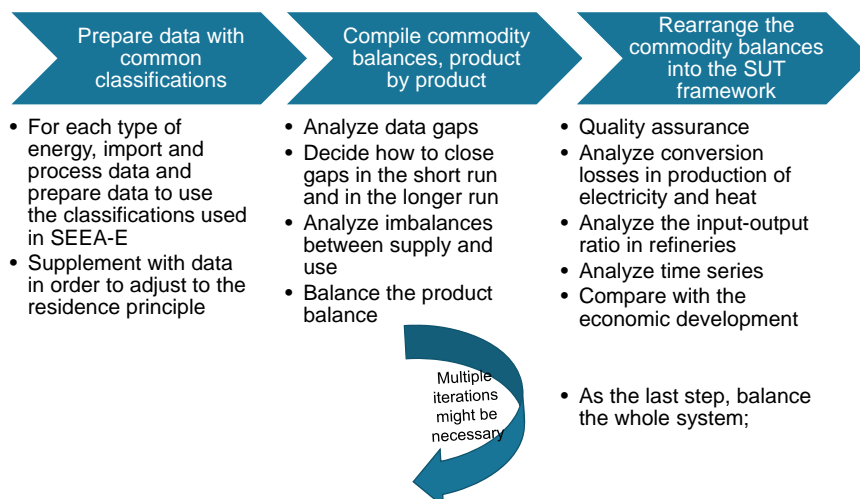 Prepare data with
common
classifications
Compile commodity
balances, product
by product
Rearrange the
commodity balances
into the SUT
framework
• For each type of
energy, import and
process data and
prepare data to use
the classifications used
in SEEA-E
• Supplement with data
in order to adjust to the
residence principle
• Analyze data gaps
• Decide how to close
gaps in the short run
and in the longer run
• Analyze imbalances
between supply and
use
• Balance the product
balance
• Quality assurance
• Analyze conversion
losses in production of
electricity and heat
• Analyze the input-output
ratio in refineries
• Analyze time series
• Compare with the
economic development
Multiple
iterations
might be
necessary
• As the last step, balance
the whole system;